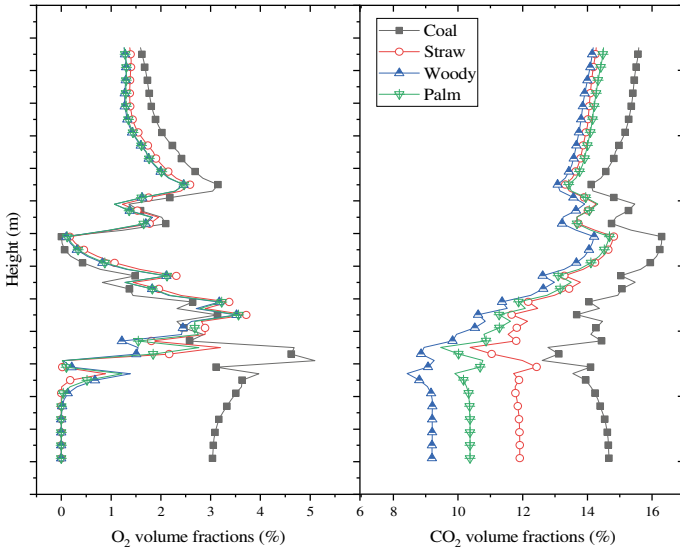 Coal
Straw
Woody
Palm
Height (m)
0 1 2 3 4 5 6 8 10 12 14 16
O₂ volume fractions (%) CO₂ volume fractions (%)